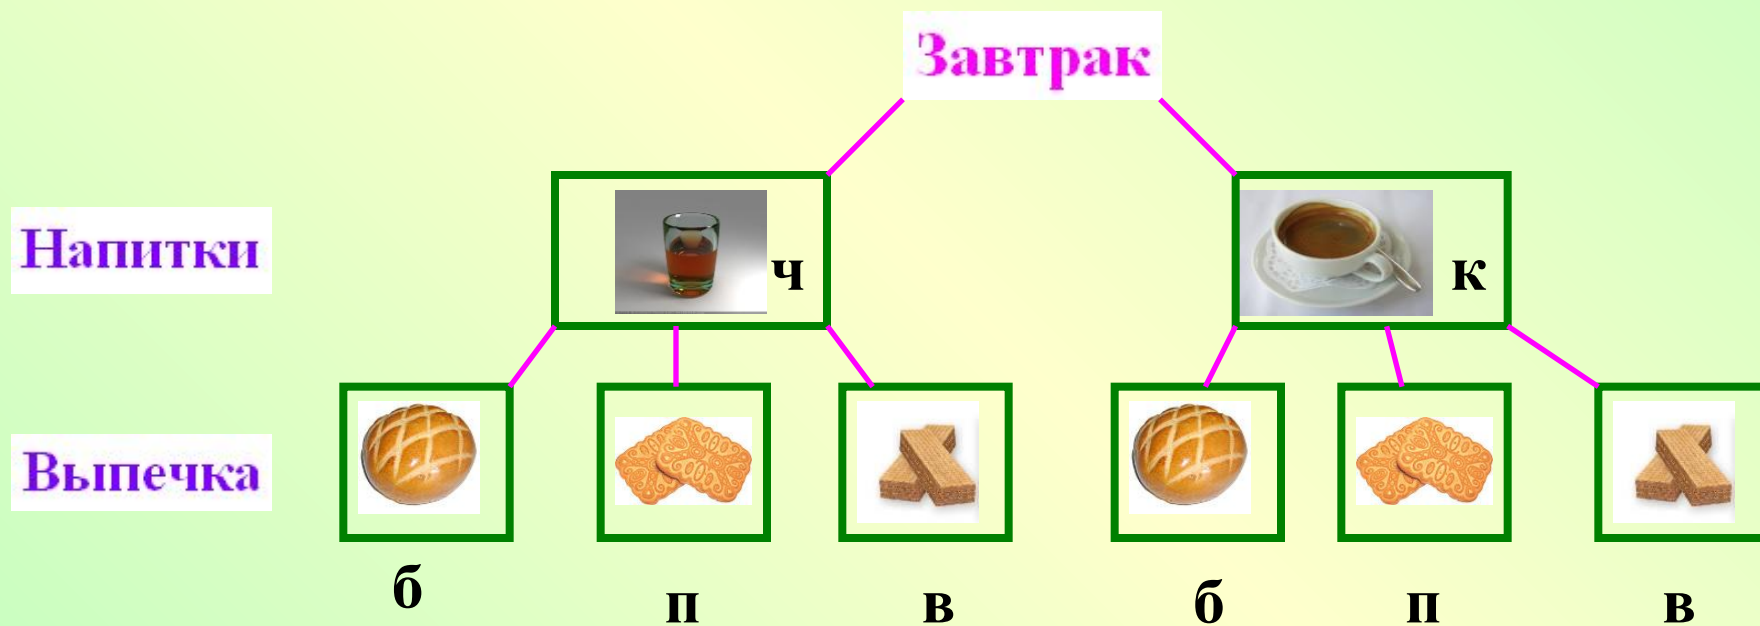 Завтрак
Напитки
ч
к
Выпечка
б п в б п в